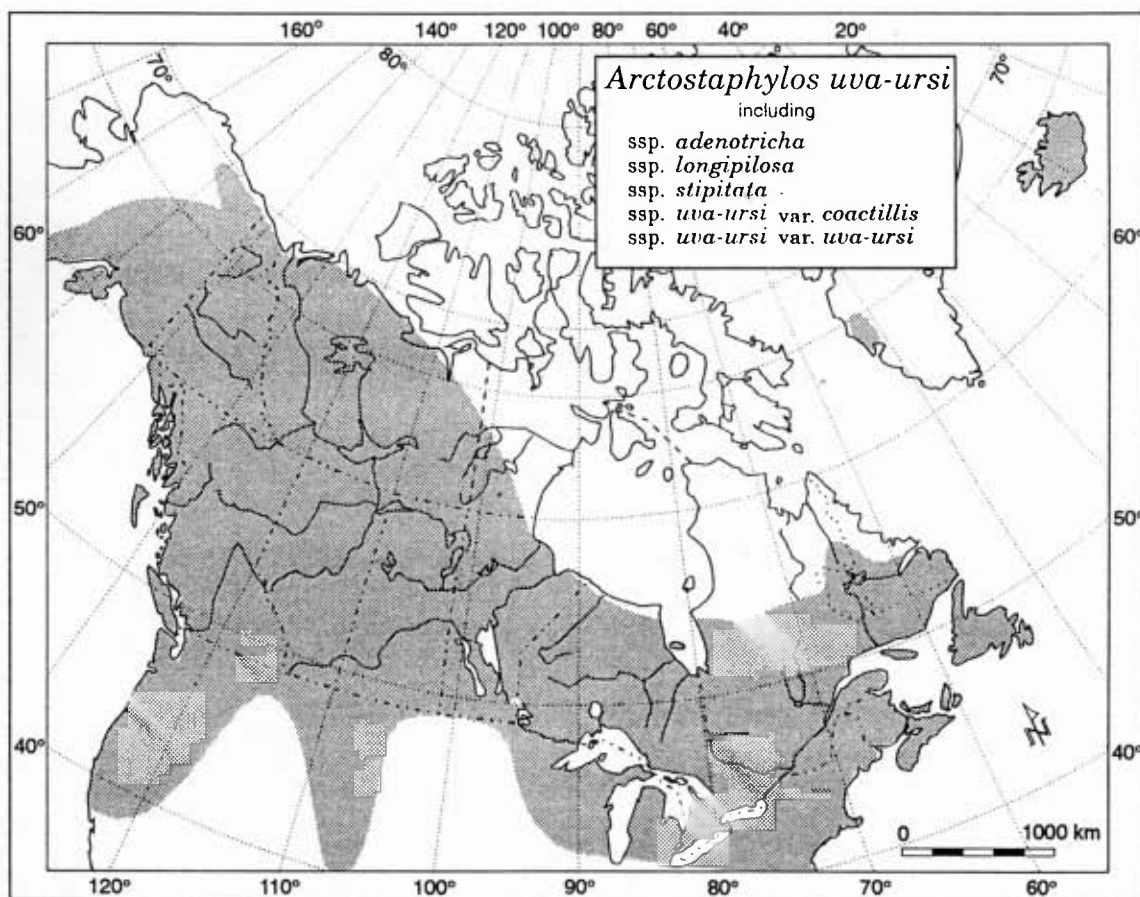 160° 140° 120° 100° 80° 60° 40° 20°
70°
80°
70°
Arctostaphylos uva-ursi
including
ssp. adenotricha
ssp. longipilosa
ssp. stipitata
ssp. uva-ursi var. coactillis
ssp. uva-ursi var. uva-ursi
60°
60°
50°
50°
N
40°
40°
0 1000 km
120° 110° 100° 90° 80° 70° 60°